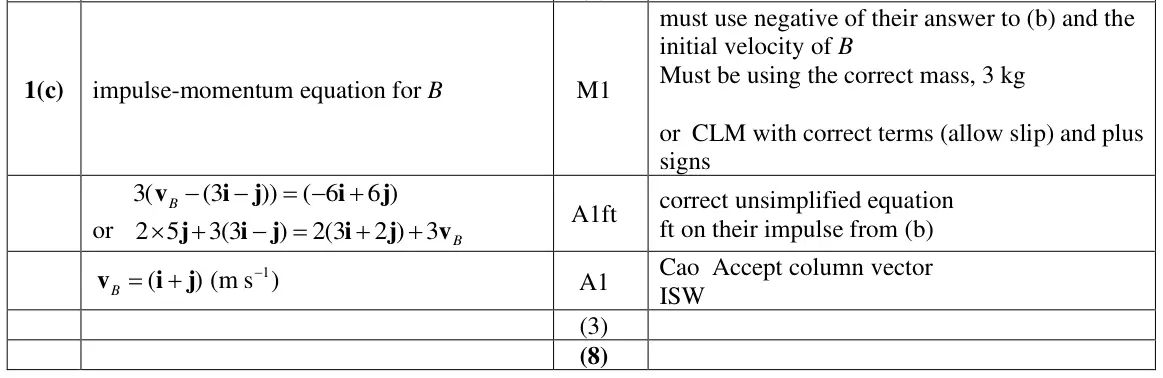 must use negative of their answer to (b) and the
initial velocity of B
1(c) impulse-momentum equation for B M1 Must be using the correct mass, 3 kg
or CLM with correct terms (allow slip) and plus
signs
3(v_B − (3i − j)) = (−6i + 6j)
or 2×5j + 3(3i − j) = 2(3i + 2j) + 3v_B
A1ft
correct unsimplified equation
ft on their impulse from (b)
v_B = (i + j) (m s⁻¹)
A1
Cao Accept column vector
ISW
(3)
(8)